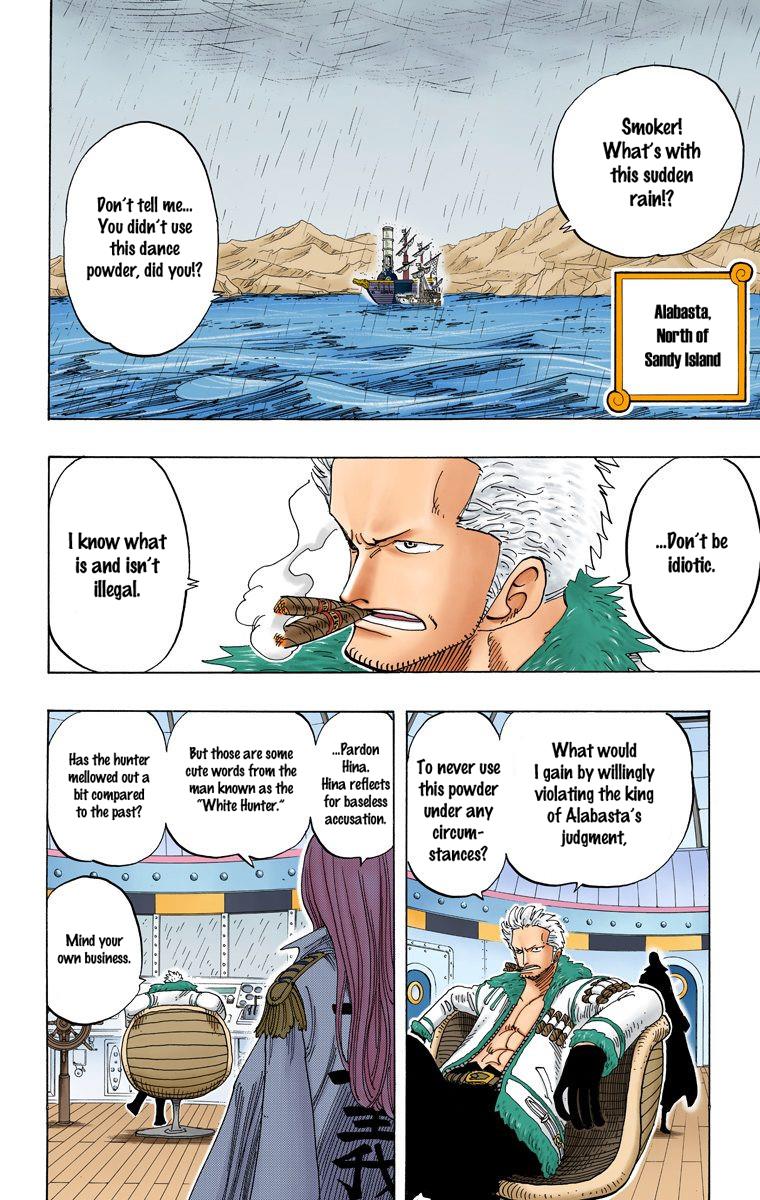 Smoker!
What's with
this sudden
rain!?
Don't tell me...
You didn't use
this dance
powder, did you!?
Alabasta,
North of
Sandy Island
...Don't be
idiotic.
I know what
is and isn't
illegal.
What would
I gain by willingly
violating the king
of Alabasta's
judgment,
To never use
this powder
under any
circum-
stances?
...Pardon
Hina.
Hina reflects
for baseless
accusation.
But those are some
cute words from the
man known as the
"White Hunter."
Has the hunter
mellowed out a
bit compared
to the past?
Mind your
own business.
義